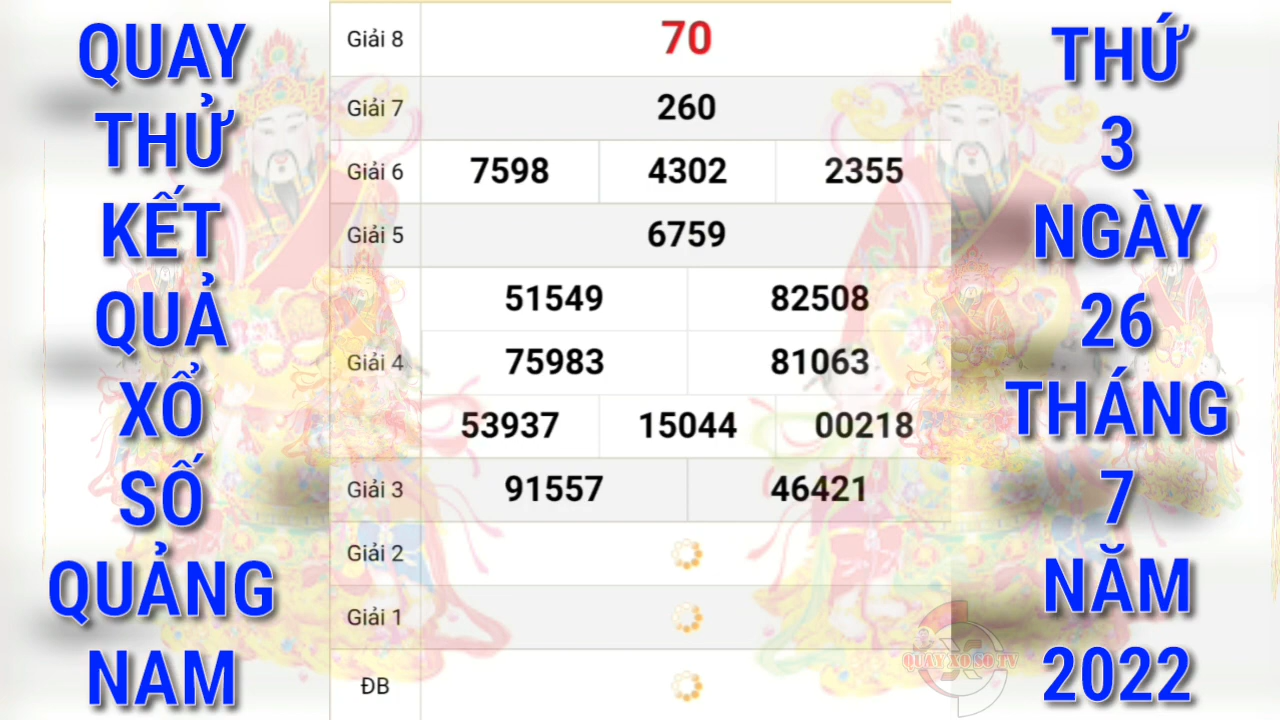 QUAY
THỬ
KẾT
QUẢ
XỔ
SỐ
QUẢNG
NAM
Giải 8 70
Giải 7 260
Giải 6 7598 4302 2355
Giải 5 6759
51549 82508
Giải 4 75983 81063
53937 15044 00218
Giải 3 91557 46421
Giải 2
Giải 1
ĐB
THỨ
3
NGÀY
26
THÁNG
7
NĂM
2022
QUAY XO SO TV